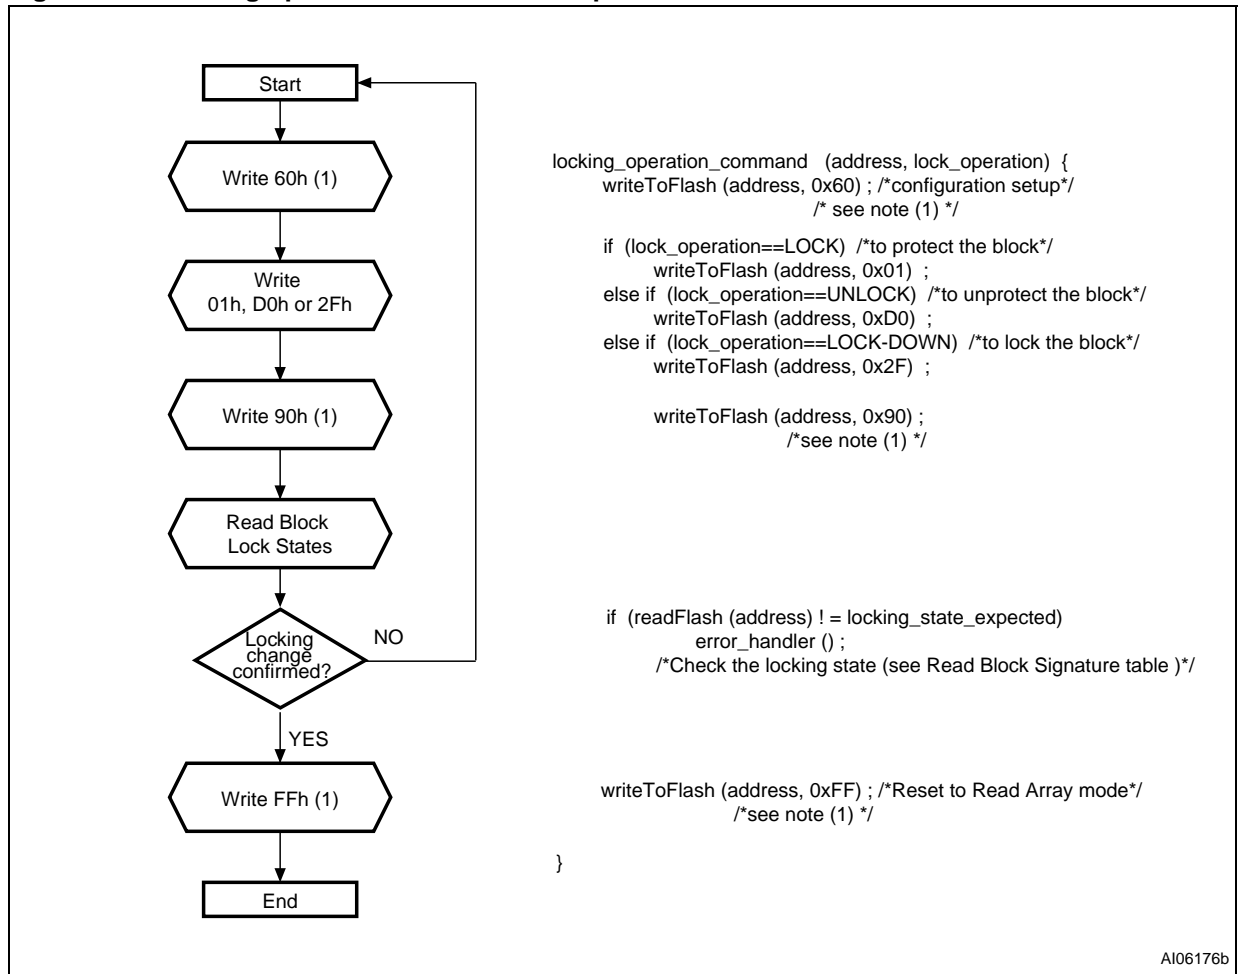 Start
Write 60h (1)
Write
01h, D0h or 2Fh
Write 90h (1)
Read Block
Lock States
Locking
change
confirmed?
NO
YES
Write FFh (1)
End
locking_operation_command (address, lock_operation) {
writeToFlash (address, 0x60) ; /*configuration setup*/
/* see note (1) */
if (lock_operation==LOCK) /*to protect the block*/
writeToFlash (address, 0x01) ;
else if (lock_operation==UNLOCK) /*to unprotect the block*/
writeToFlash (address, 0xD0) ;
else if (lock_operation==LOCK-DOWN) /*to lock the block*/
writeToFlash (address, 0x2F) ;
writeToFlash (address, 0x90) ;
/*see note (1) */
if (readFlash (address) ! = locking_state_expected)
error_handler () ;
/*Check the locking state (see Read Block Signature table )*/
writeToFlash (address, 0xFF) ; /*Reset to Read Array mode*/
/*see note (1) */
}
AI06176b